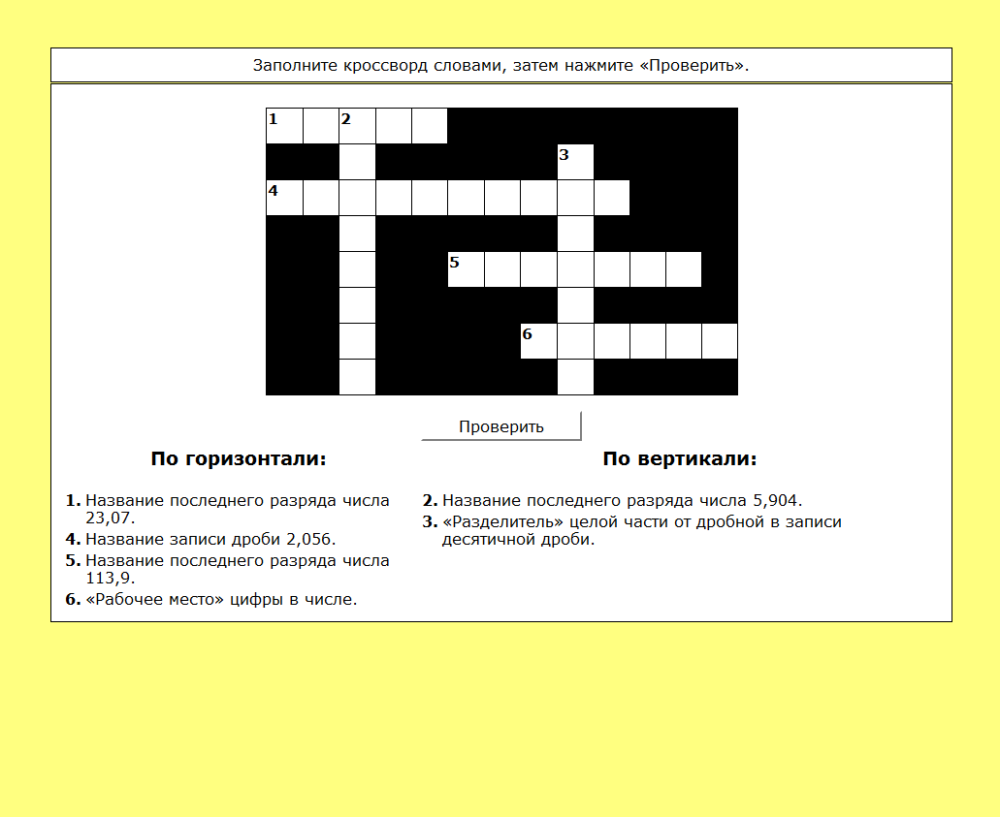 Заполните кроссворд словами, затем нажмите «Проверить».
1 2
3
4
5
6
Проверить
По горизонтали:
1. Название последнего разряда числа
23,07.
4. Название записи дроби 2,056.
5. Название последнего разряда числа
113,9.
6. «Рабочее место» цифры в числе.
По вертикали:
2. Название последнего разряда числа 5,904.
3. «Разделитель» целой части от дробной в записи
десятичной дроби.